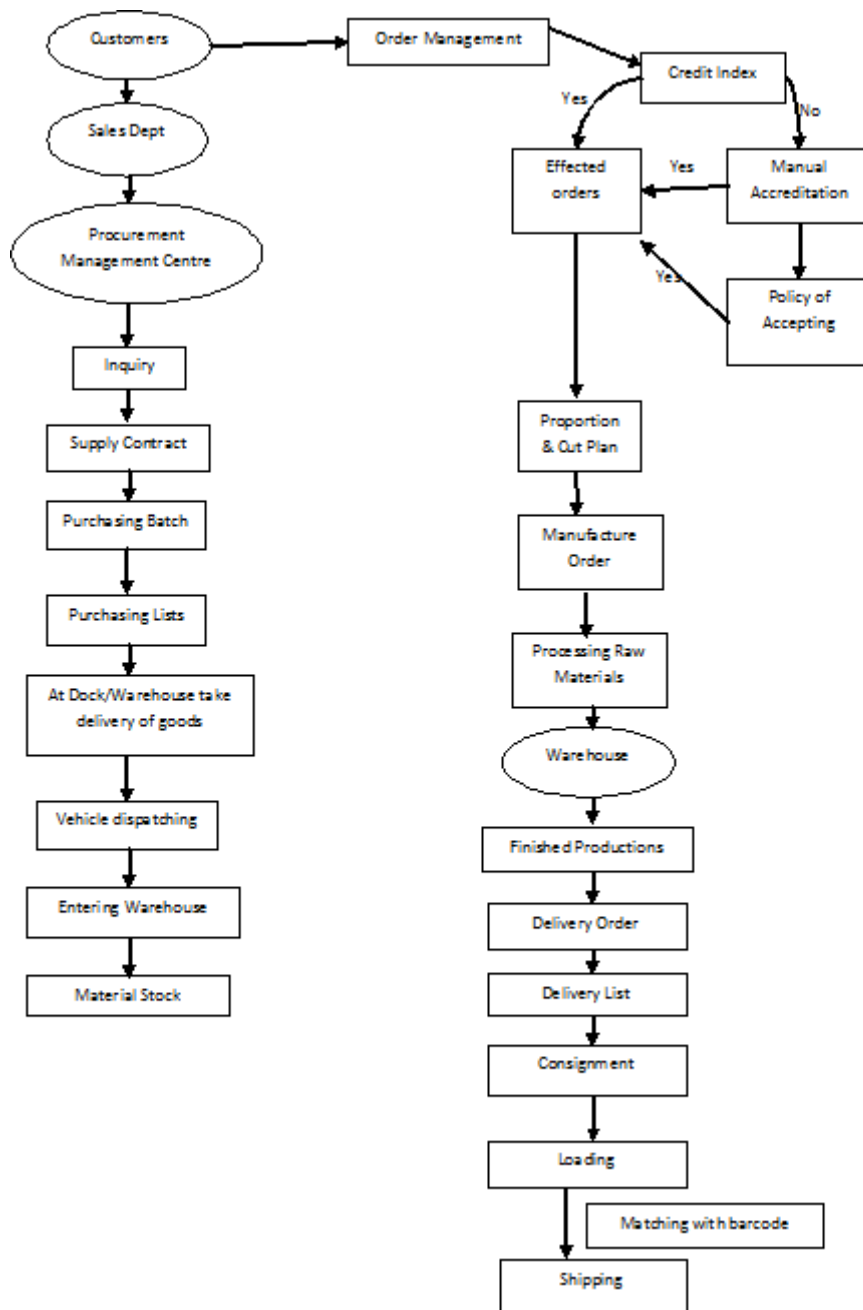 Customers
Order Management
Credit Index
Yes
No
Sales Dept
Effected
orders
Yes
Manual
Accreditation
Procurement
Management Centre
Yes
Policy of
Accepting
Inquiry
Proportion
& Cut Plan
Supply Contract
Purchasing Batch
Manufacture
Order
Purchasing Lists
Processing Raw
Materials
At Dock/Warehouse take
delivery of goods
Warehouse
Vehicle dispatching
Finished Productions
Entering Warehouse
Delivery Order
Material Stock
Delivery List
Consignment
Loading
Matching with barcode
Shipping